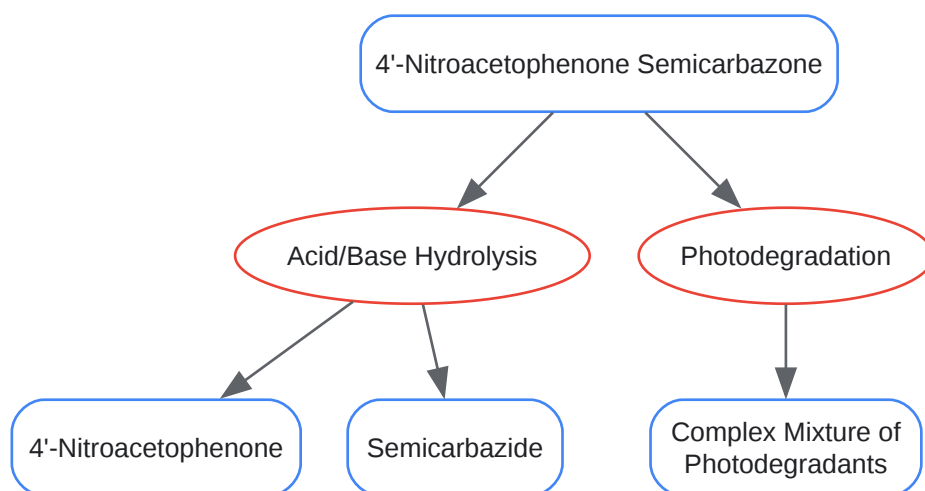 4'-Nitroacetophenone Semicarbazone
Acid/Base Hydrolysis
Photodegradation
4'-Nitroacetophenone
Semicarbazide
Complex Mixture of
Photodegradants